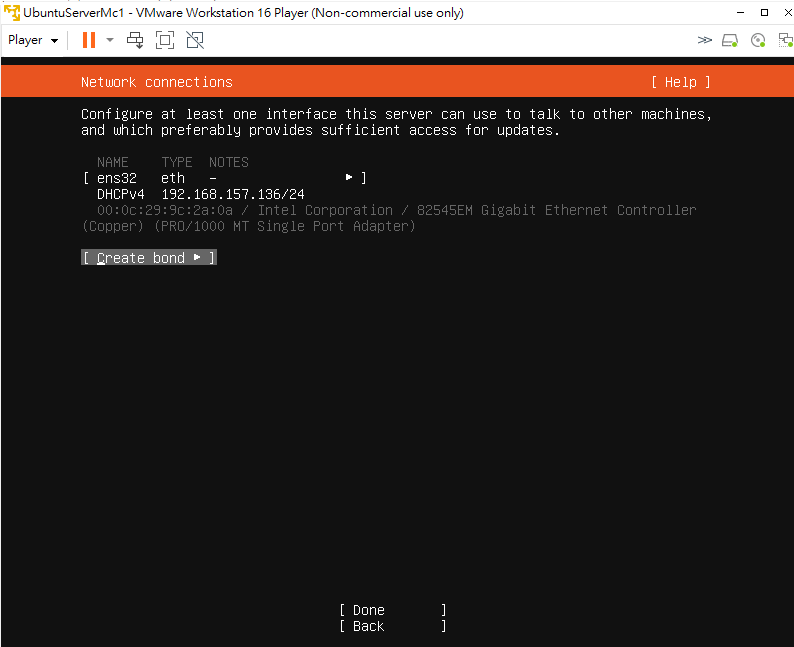 UbuntuServerMc1 - VMware Workstation 16 Player (Non-commercial use only)
Player
Network connections [ Help ]
Configure at least one interface this server can use to talk to other machines,
and which preferably provides sufficient access for updates.
NAME TYPE NOTES
[ ens32 eth - ▸ ]
DHCPv4 192.168.157.136/24
00:0c:29:9c:2a:0a / Intel Corporation / 82545EM Gigabit Ethernet Controller
(Copper) (PRO/1000 MT Single Port Adapter)
[ Create bond ▸ ]
[ Done ]
[ Back ]